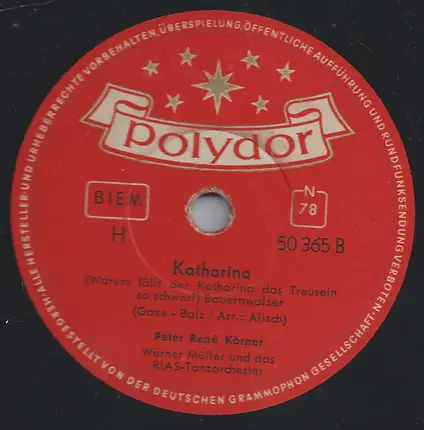 ALLE HERSTELLER- UND URHEBERRECHTE VORBEHALTEN. ÜBERSPIELUNG, ÖFFENTLICHE AUFFÜHRUNG UND RUNDFUNKSENDUNG VERBOTEN.
polydor
BIEM
N
78
H
50 365 B
Katharina
(Warum fällt der Katharina das Treusein
so schwer!) Bauernwalzer
(Gaze - Balz / Arr.: Alisch)
Peter René Körner
Werner Müller und das
RIAS-Tanzorchester
HERGESTELLT VON DER DEUTSCHEN GRAMMOPHON GESELLSCHAFT